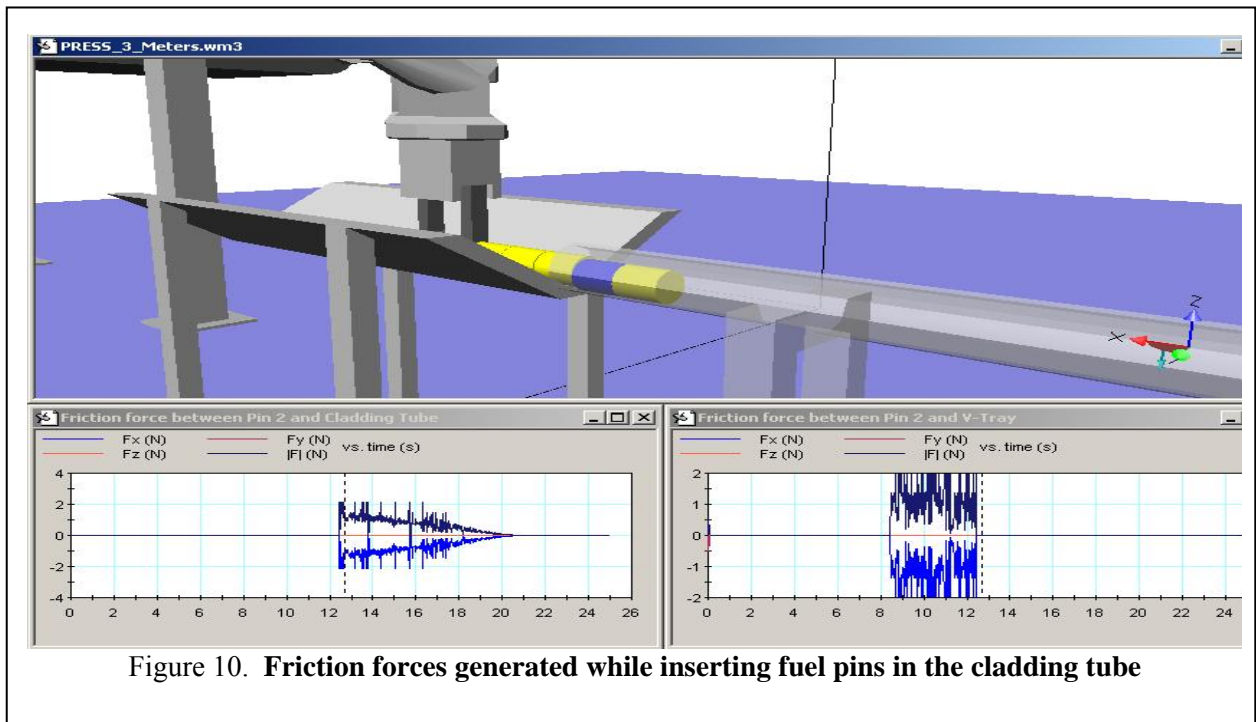 PRESS_3_Meters.wm3
Z
X
Friction force between Pin 2 and Cladding Tube
Fx (N) Fy (N) vs. time (s)
Fz (N) |F| (N)
4
2
0
-2
-4
0 2 4 6 8 10 12 14 16 18 20 22 24 26
Friction force between Pin 2 and V-Tray
Fx (N) Fy (N) vs. time (s)
Fz (N) |F| (N)
2
1
0
-1
-2
0 2 4 6 8 10 12 14 16 18 20 22 24
Figure 10. Friction forces generated while inserting fuel pins in the cladding tube